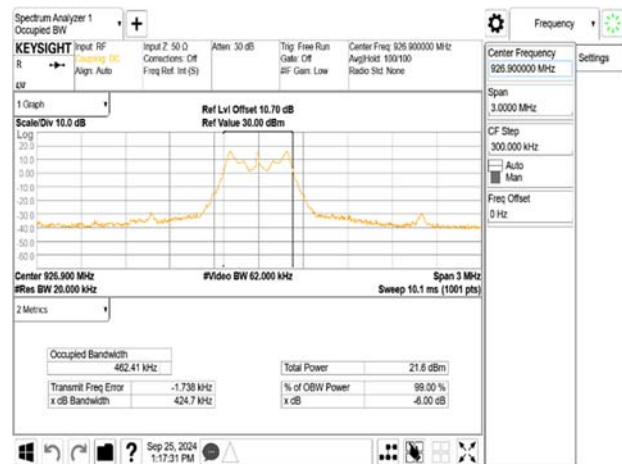 Spectrum Analyzer 1
Occupied BW
Frequency
KEYSIGHT
R
Input: RF
Coupling: DC
Align: Auto
Input Z: 50 Ω
Corrections: Off
Freq Ref: Int (S)
Atten: 30 dB
Trig: Free Run
Gate: Off
#IF Gain: Low
Center Freq: 926.900000 MHz
Avg|Hold: 100/100
Radio Std: None
Center Frequency
926.900000 MHz
Settings
Span
3.0000 MHz
CF Step
300.000 kHz
Auto
Man
Freq Offset
0 Hz
1 Graph
Scale/Div 10.0 dB
Ref Lvl Offset 10.70 dB
Ref Value 30.00 dBm
Log
20.0
10.0
0.00
-10.0
-20.0
-30.0
-40.0
-50.0
-60.0
Center 926.900 MHz
#Res BW 20.000 kHz
#Video BW 62.000 kHz
Span 3 MHz
Sweep 10.1 ms (1001 pts)
2 Metrics
Occupied Bandwidth
462.41 kHz
Transmit Freq Error -1.738 kHz
x dB Bandwidth 424.7 kHz
Total Power 21.6 dBm
% of OBW Power 99.00 %
x dB -6.00 dB
?
Sep 25, 2024
1:17:31 PM